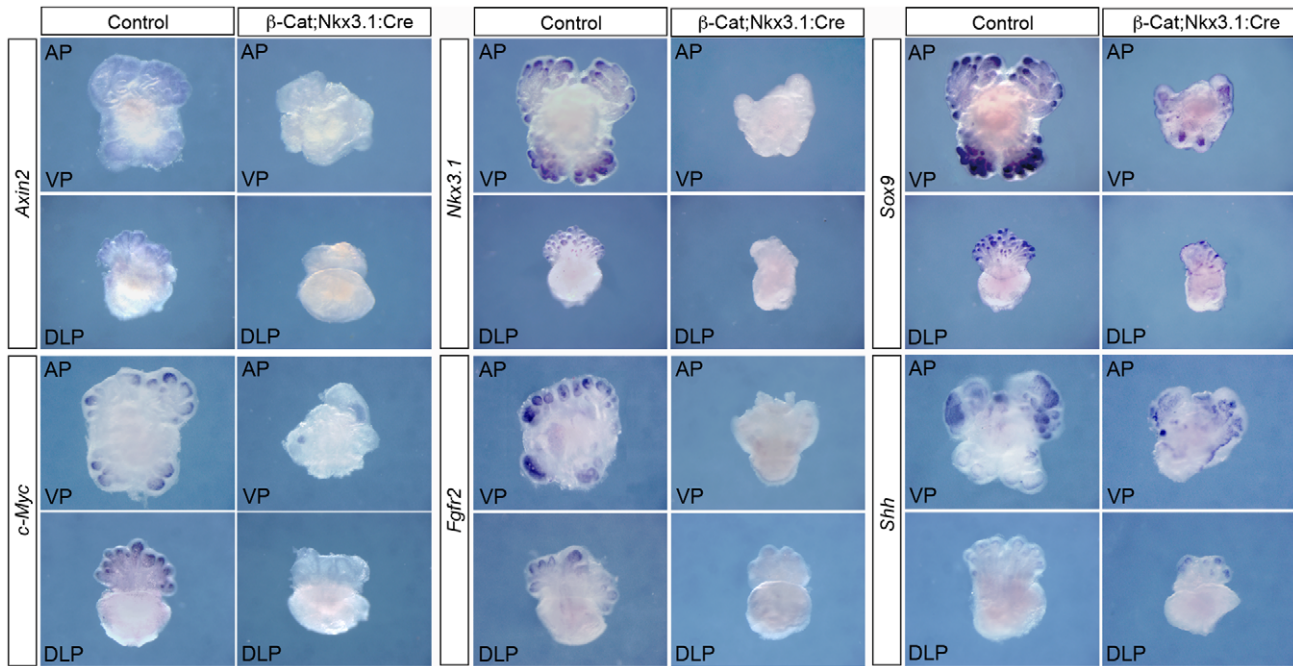 Control β-Cat;Nkx3.1:Cre Control β-Cat;Nkx3.1:Cre Control β-Cat;Nkx3.1:Cre
Axin2
AP AP
VP VP
DLP DLP
Nkx3.1
AP AP
VP VP
DLP DLP
Sox9
AP AP
VP VP
DLP DLP
c-Myc
AP AP
VP VP
DLP DLP
Fgfr2
AP AP
VP VP
DLP DLP
Shh
AP AP
VP VP
DLP DLP